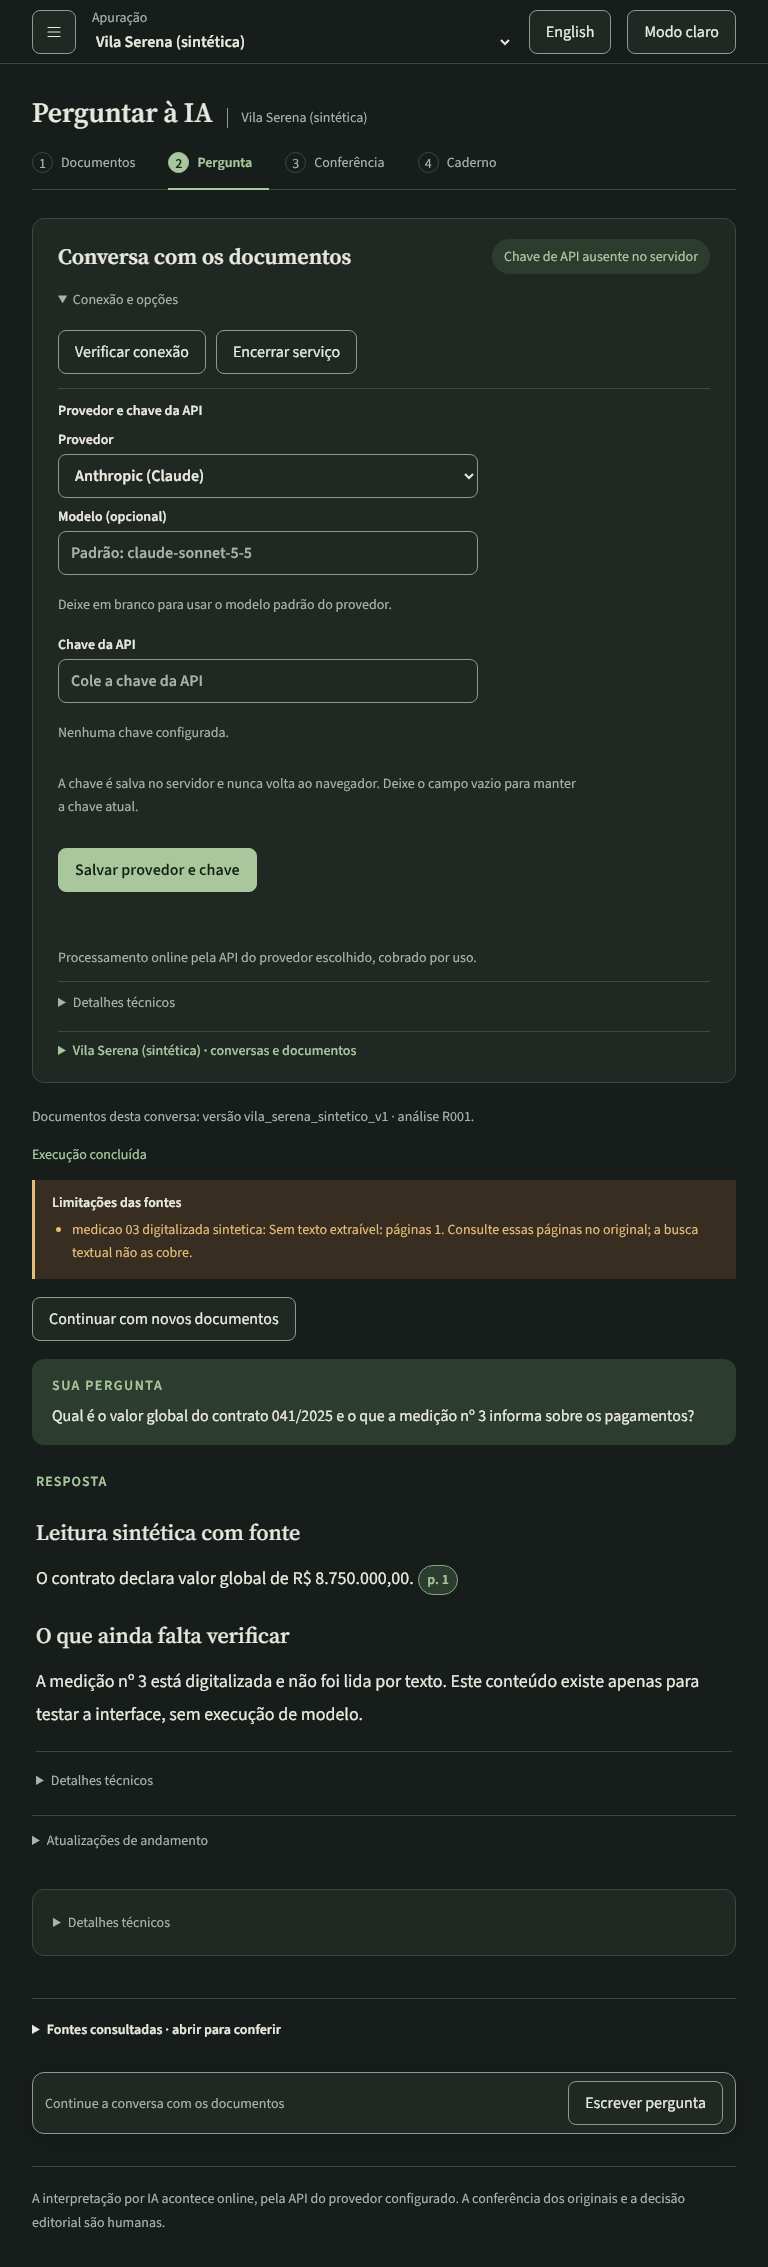 Apuração
Vila Serena (sintética)
English
Modo claro
Perguntar à IA
Vila Serena (sintética)
1 Documentos
2 Pergunta
3 Conferência
4 Caderno
Conversa com os documentos
Chave de API ausente no servidor
Conexão e opções
Verificar conexão
Encerrar serviço
Provedor e chave da API
Provedor
Anthropic (Claude)
Modelo (opcional)
Padrão: claude-sonnet-5-5
Deixe em branco para usar o modelo padrão do provedor.
Chave da API
Cole a chave da API
Nenhuma chave configurada.
A chave é salva no servidor e nunca volta ao navegador. Deixe o campo vazio para manter
a chave atual.
Salvar provedor e chave
Processamento online pela API do provedor escolhido, cobrado por uso.
Detalhes técnicos
Vila Serena (sintética) · conversas e documentos
Documentos desta conversa: versão vila_serena_sintetico_v1 · análise R001.
Execução concluída
Limitações das fontes
• medicao 03 digitalizada sintetica: Sem texto extraível: páginas 1. Consulte essas páginas no original; a busca
textual não as cobre.
Continuar com novos documentos
SUA PERGUNTA
Qual é o valor global do contrato 041/2025 e o que a medição nº 3 informa sobre os pagamentos?
RESPOSTA
Leitura sintética com fonte
O contrato declara valor global de R$ 8.750.000,00. p. 1
O que ainda falta verificar
A medição nº 3 está digitalizada e não foi lida por texto. Este conteúdo existe apenas para
testar a interface, sem execução de modelo.
Detalhes técnicos
Atualizações de andamento
Detalhes técnicos
Fontes consultadas · abrir para conferir
Continue a conversa com os documentos
Escrever pergunta
A interpretação por IA acontece online, pela API do provedor configurado. A conferência dos originais e a decisão
editorial são humanas.